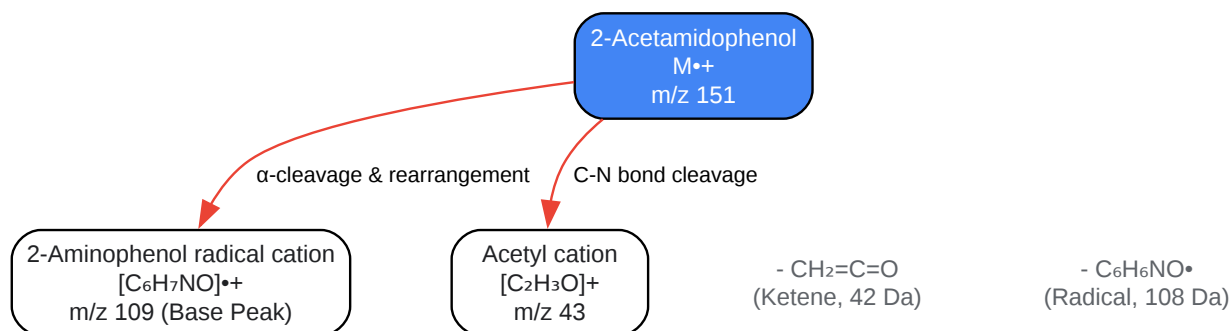 2-Acetamidophenol
M•+
m/z 151
α-cleavage & rearrangement
C-N bond cleavage
2-Aminophenol radical cation
[C₆H₇NO]•+
m/z 109 (Base Peak)
Acetyl cation
[C₂H₃O]+
m/z 43
- CH₂=C=O
(Ketene, 42 Da)
- C₆H₆NO•
(Radical, 108 Da)